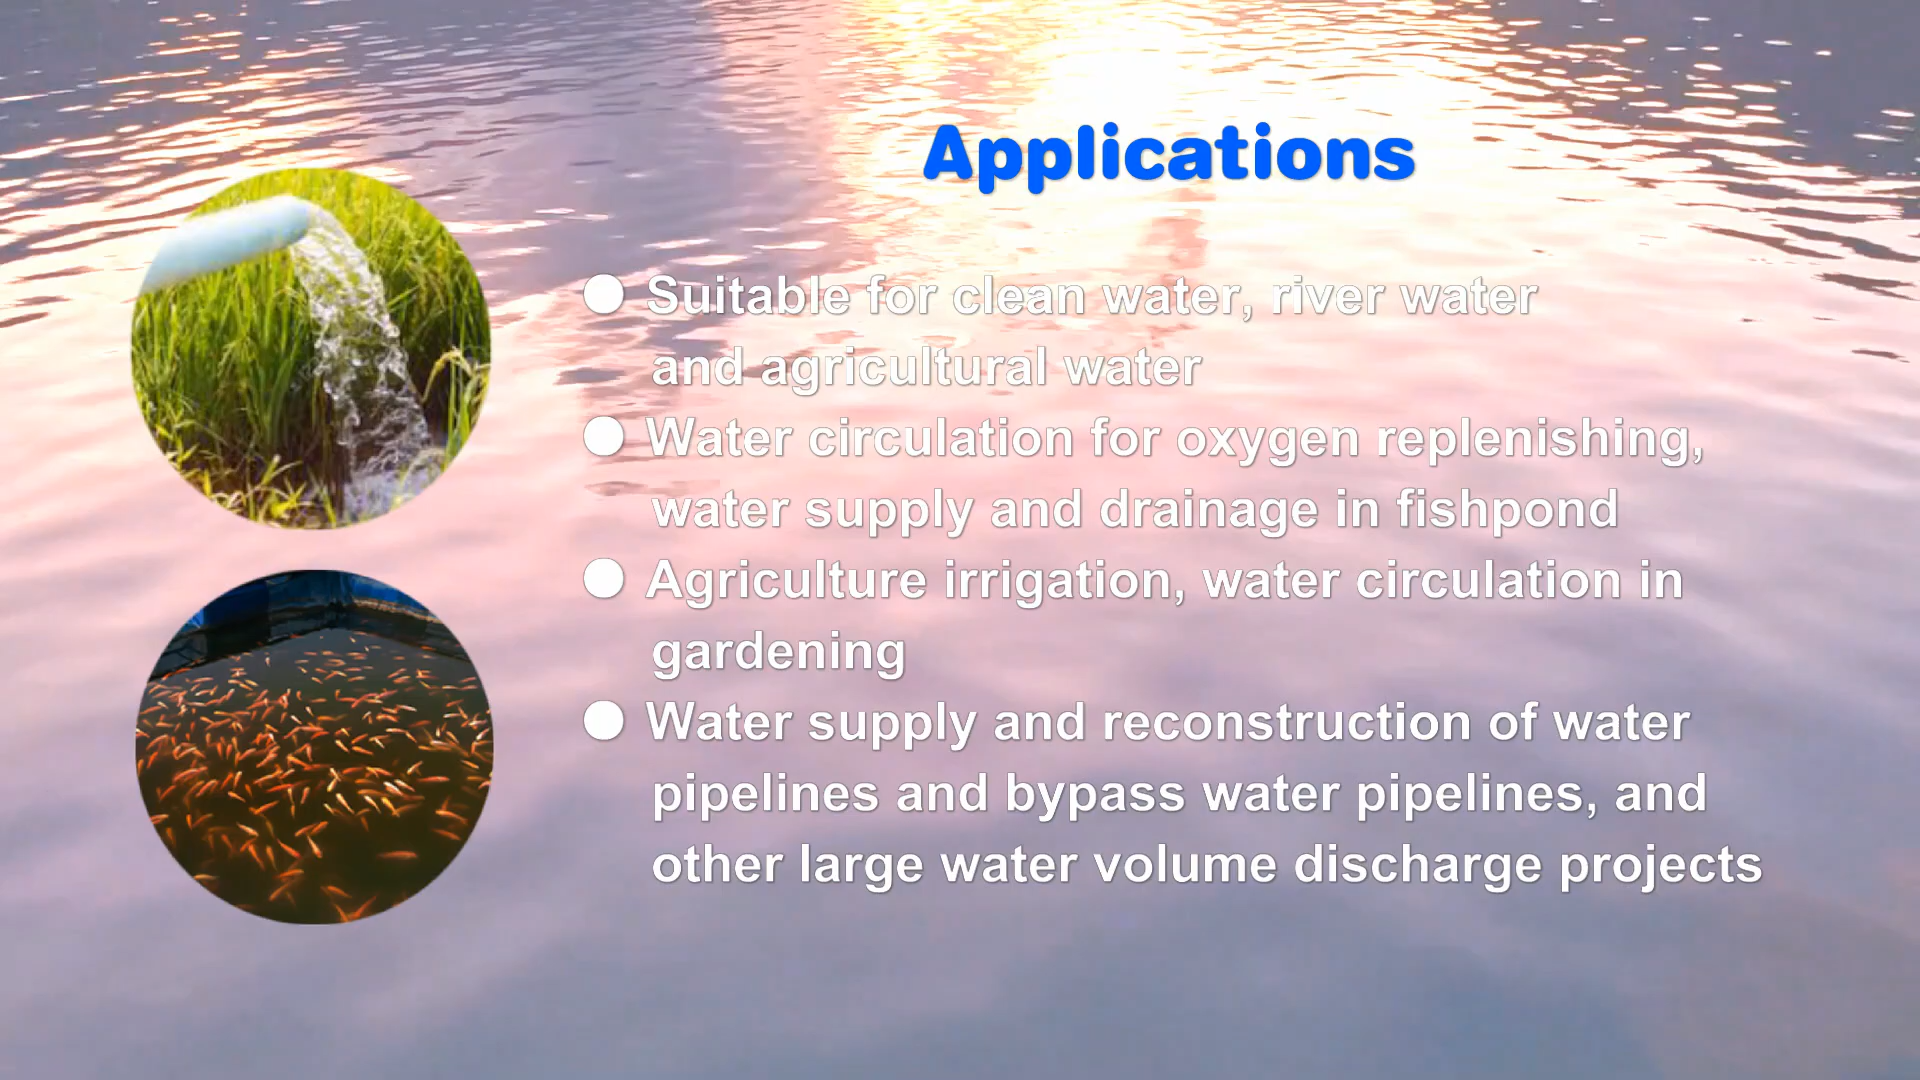 Applications
● Suitable for clean water, river water
and agricultural water
● Water circulation for oxygen replenishing,
water supply and drainage in fishpond
● Agriculture irrigation, water circulation in
gardening
● Water supply and reconstruction of water
pipelines and bypass water pipelines, and
other large water volume discharge projects